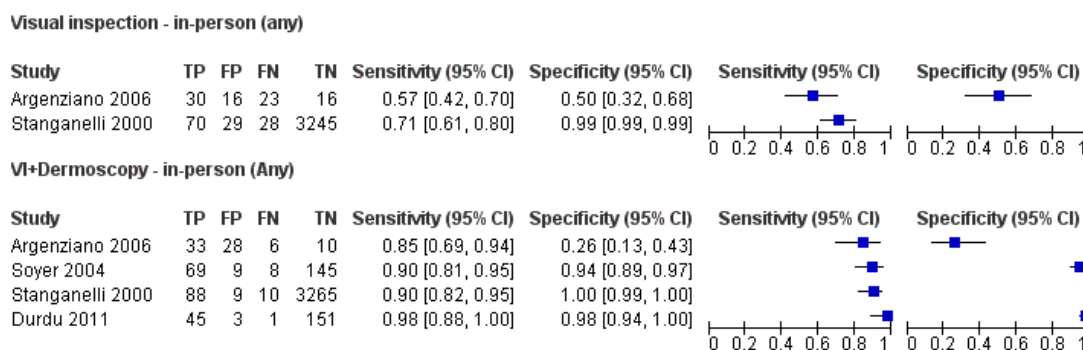 Visual inspection - in-person (any)
Study TP FP FN TN Sensitivity (95% CI) Specificity (95% CI) Sensitivity (95% CI) Specificity (95% CI)
Argenziano 2006 30 16 23 16 0.57 [0.42, 0.70] 0.50 [0.32, 0.68]
Stanganelli 2000 70 29 28 3245 0.71 [0.61, 0.80] 0.99 [0.99, 0.99]
0 0.2 0.4 0.6 0.8 1 0 0.2 0.4 0.6 0.8 1
VI+Dermoscopy - in-person (Any)
Study TP FP FN TN Sensitivity (95% CI) Specificity (95% CI) Sensitivity (95% CI) Specificity (95% CI)
Argenziano 2006 33 28 6 10 0.85 [0.69, 0.94] 0.26 [0.13, 0.43]
Soyer 2004 69 9 8 145 0.90 [0.81, 0.95] 0.94 [0.89, 0.97]
Stanganelli 2000 88 9 10 3265 0.90 [0.82, 0.95] 1.00 [0.99, 1.00]
Durdu 2011 45 3 1 151 0.98 [0.88, 1.00] 0.98 [0.94, 1.00]
0 0.2 0.4 0.6 0.8 1 0 0.2 0.4 0.6 0.8 1